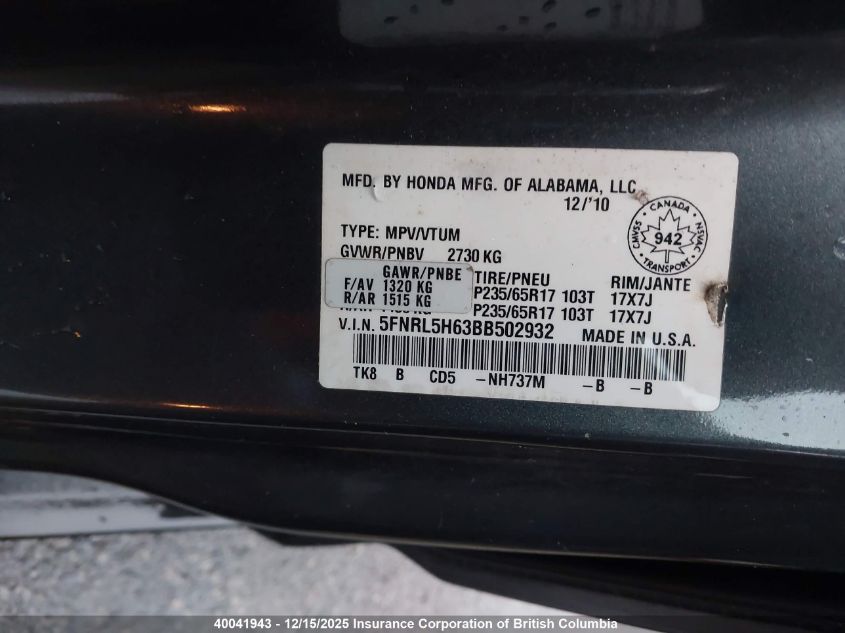 MFD. BY HONDA MFG. OF ALABAMA, LLC
12/'10
CANADA
CMVSS 942 NSVAC
TRANSPORT
TYPE: MPV/VTUM
GVWR/PNBV 2730 KG
GAWR/PNBE TIRE/PNEU RIM/JANTE
F/AV 1320 KG P235/65R17 103T 17X7J
R/AR 1515 KG P235/65R17 103T 17X7J
V.I.N. 5FNRL5H63BB502932 MADE IN U.S.A.
TK8 B CD5 -NH737M -B -B
40041943 - 12/15/2025 Insurance Corporation of British Columbia